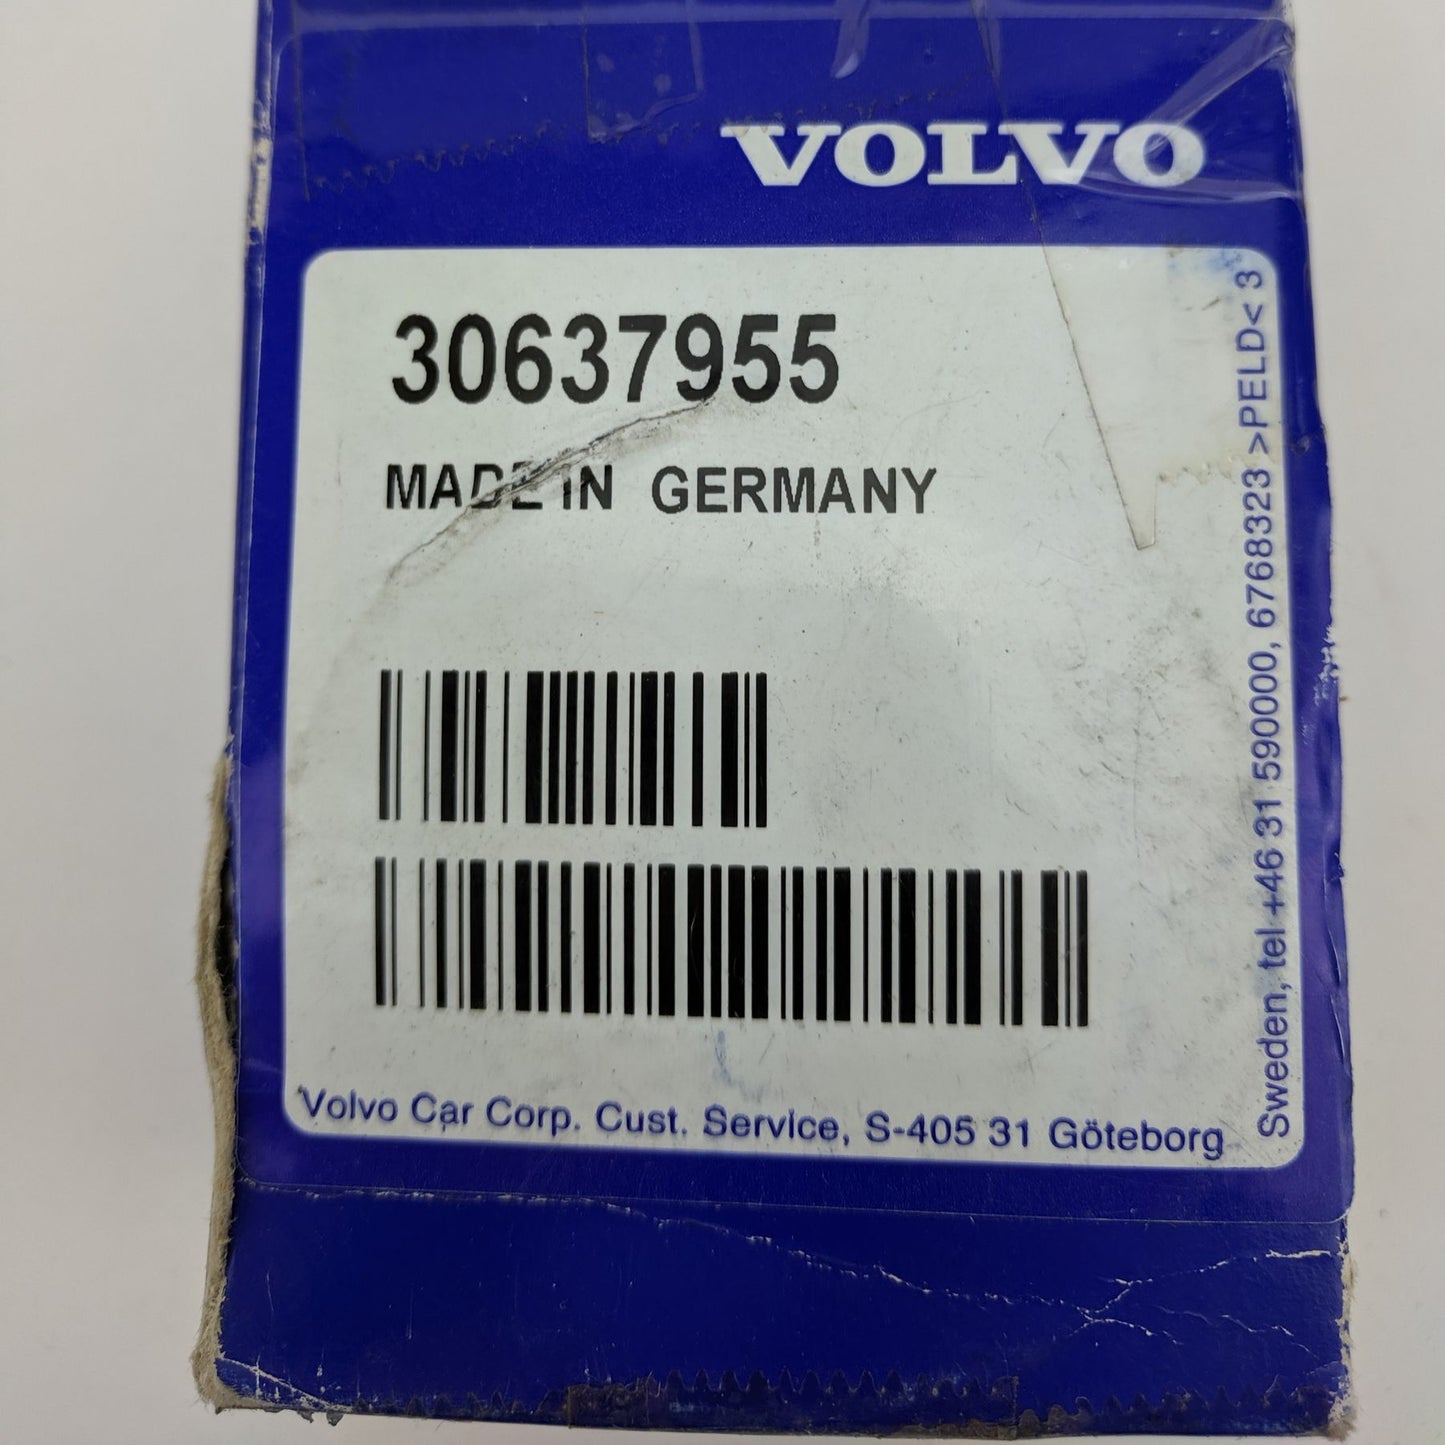 VOLVO
30637955
MADE IN GERMANY
Volvo Car Corp. Cust. Service, S-405 31 Göteborg
Sweden, tel +46 31 590000, 6768323 >PELD< 3